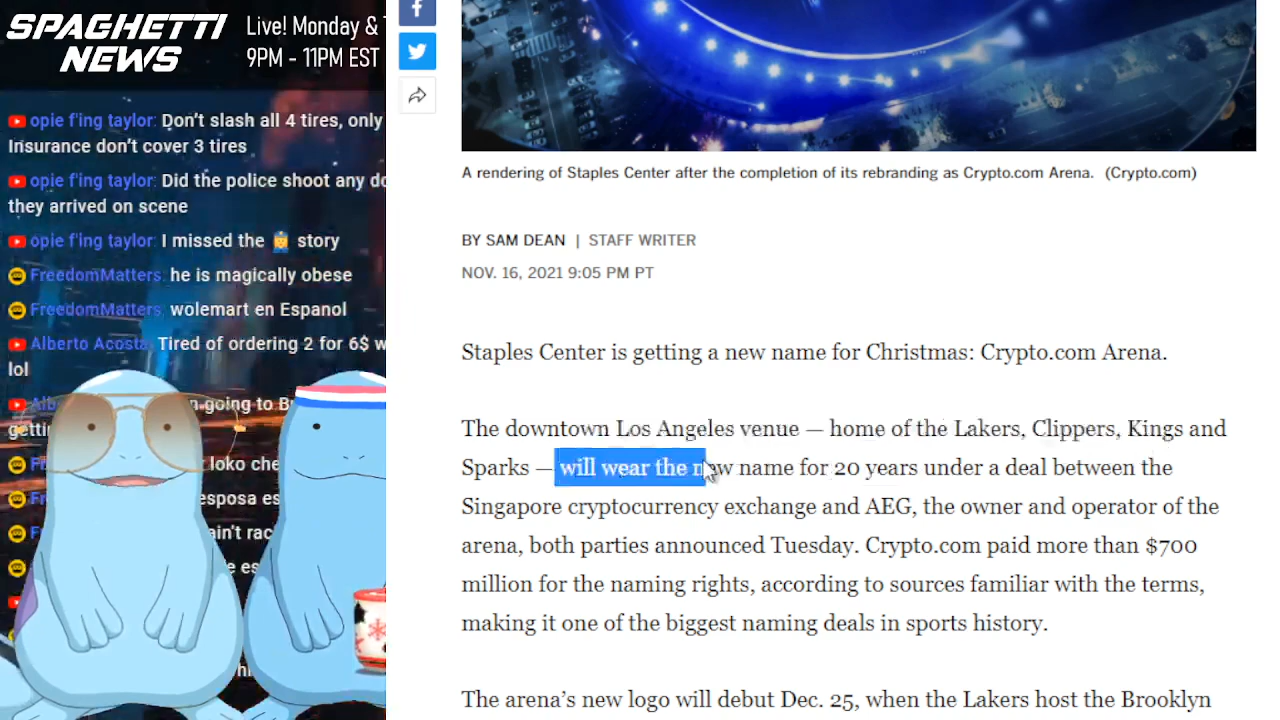 SPAGHETTI
NEWS
Live! Monday &
9PM - 11PM EST
opie f'ing taylor: Don't slash all 4 tires, only
Insurance don't cover 3 tires
opie f'ing taylor: Did the police shoot any
they arrived on scene
opie f'ing taylor: I missed the story
FreedomMatters: he is magically obese
FreedomMatters: wolemart en Espanol
Alberto Acosta: Tired of ordering 2 for 6$
lol
going to
loko
esposa
ain't
A rendering of Staples Center after the completion of its rebranding as Crypto.com Arena. (Crypto.com)
BY SAM DEAN | STAFF WRITER
NOV. 16, 2021 9:05 PM PT
Staples Center is getting a new name for Christmas: Crypto.com Arena.
The downtown Los Angeles venue — home of the Lakers, Clippers, Kings and
Sparks — will wear the new name for 20 years under a deal between the
Singapore cryptocurrency exchange and AEG, the owner and operator of the
arena, both parties announced Tuesday. Crypto.com paid more than $700
million for the naming rights, according to sources familiar with the terms,
making it one of the biggest naming deals in sports history.
The arena's new logo will debut Dec. 25, when the Lakers host the Brooklyn